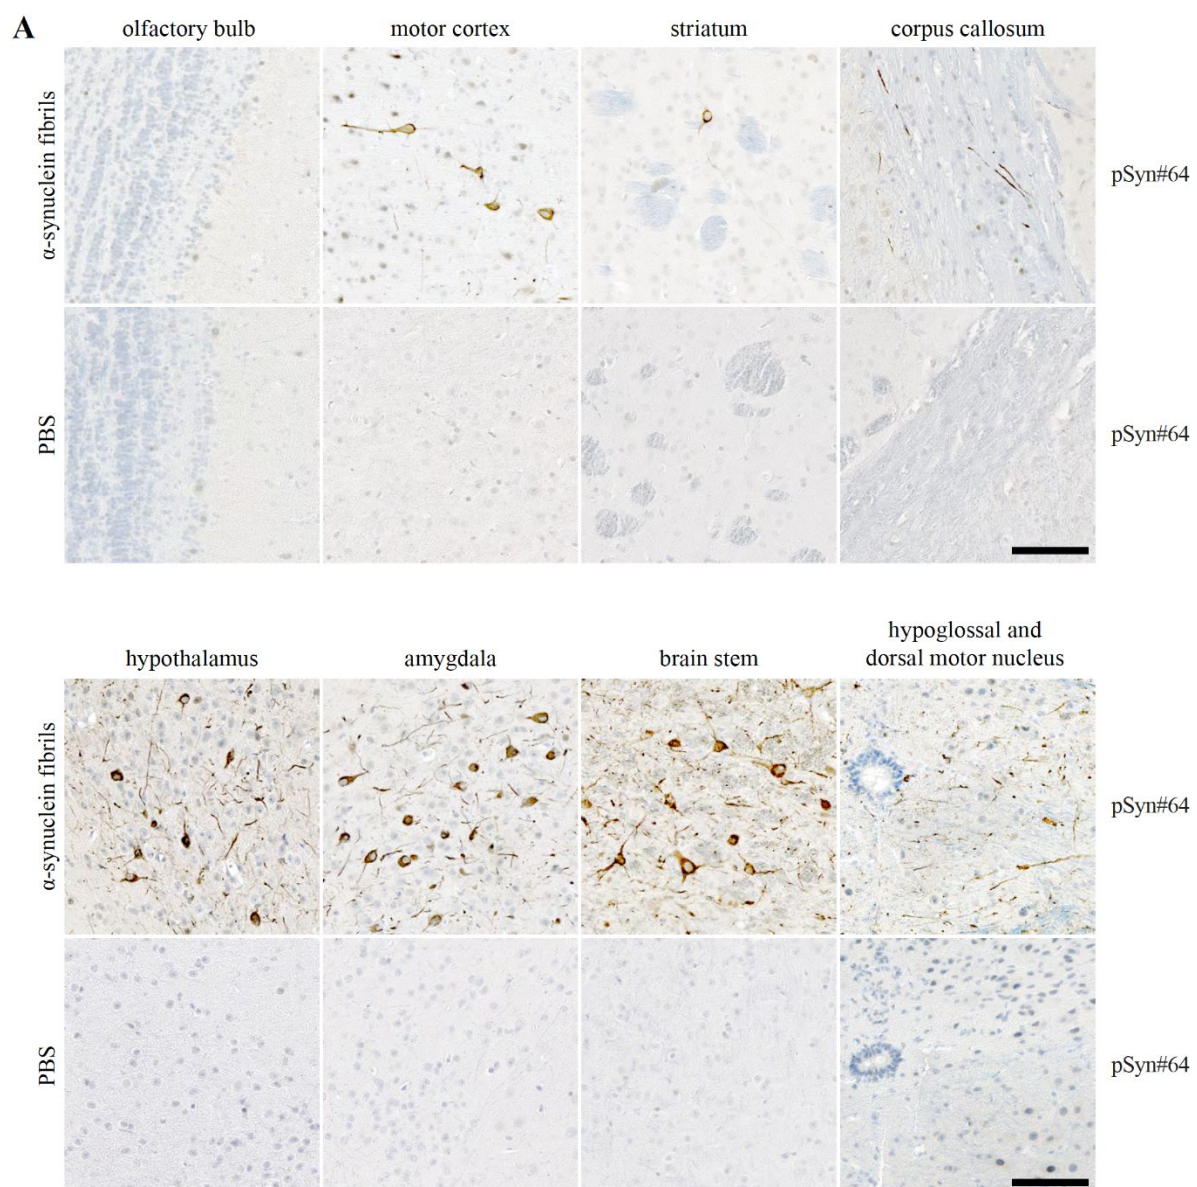 A
olfactory bulb
motor cortex
striatum
corpus callosum
α-synuclein fibrils
pSyn#64
PBS
pSyn#64
hypothalamus
amygdala
brain stem
hypoglossal and
dorsal motor nucleus
α-synuclein fibrils
pSyn#64
PBS
pSyn#64